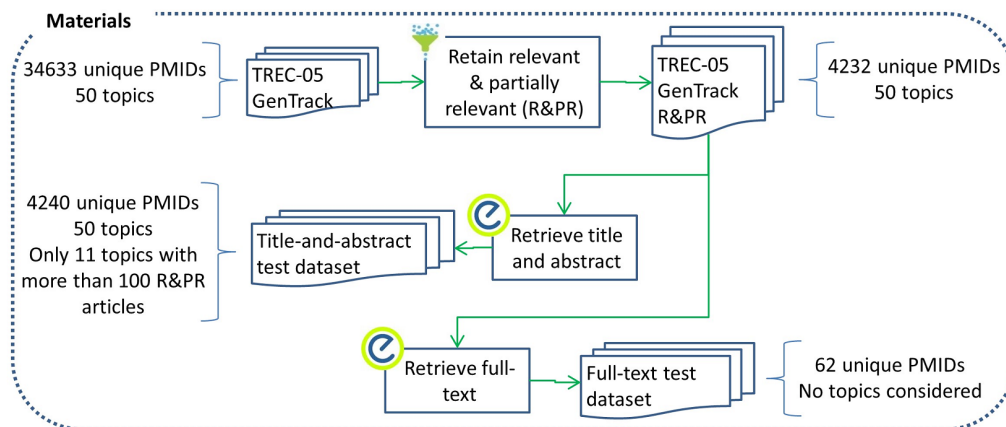 Materials
34633 unique PMIDs
50 topics
TREC-05
GenTrack
Retain relevant
& partially
relevant (R&PR)
TREC-05
GenTrack
R&PR
4232 unique PMIDs
50 topics
4240 unique PMIDs
50 topics
Only 11 topics with
more than 100 R&PR
articles
Title-and-abstract
test dataset
Retrieve title
and abstract
Retrieve full-
text
Full-text test
dataset
62 unique PMIDs
No topics considered